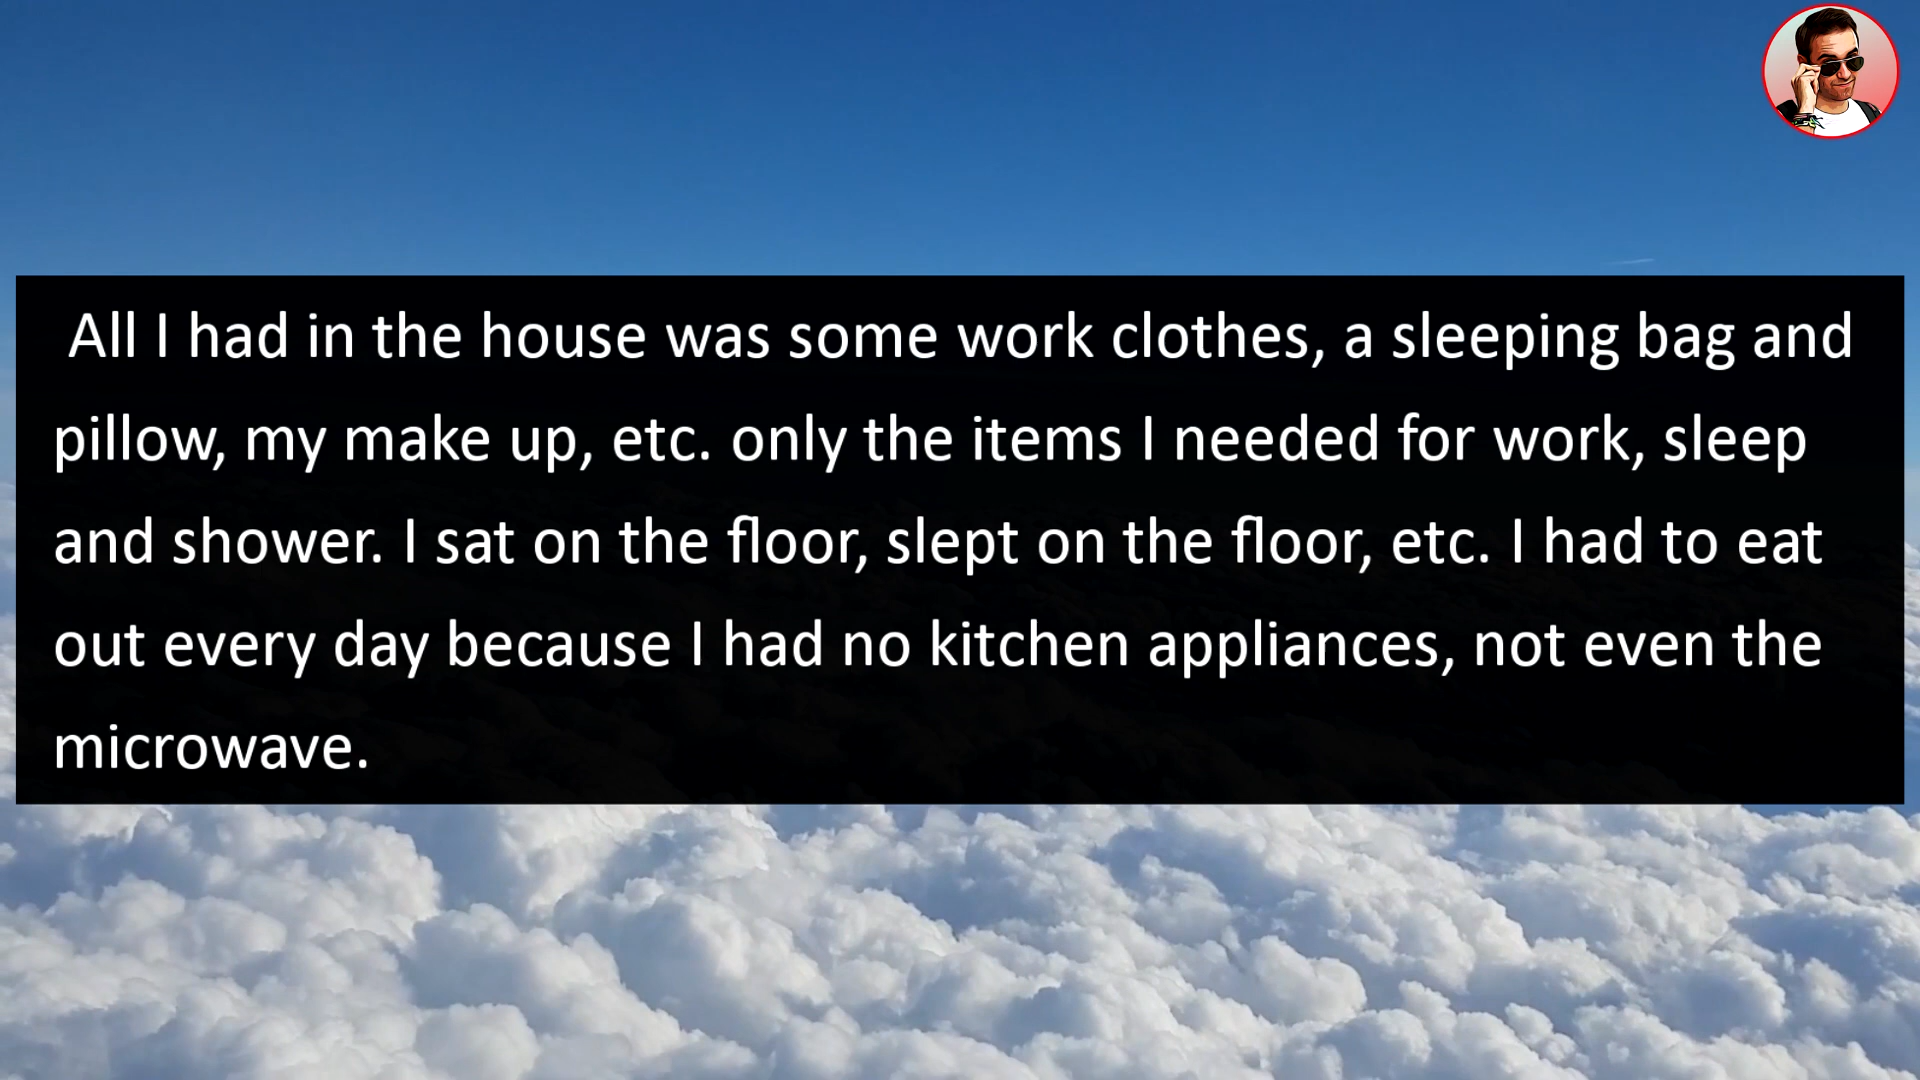 All I had in the house was some work clothes, a sleeping bag and
pillow, my make up, etc. only the items I needed for work, sleep
and shower. I sat on the floor, slept on the floor, etc. I had to eat
out every day because I had no kitchen appliances, not even the
microwave.